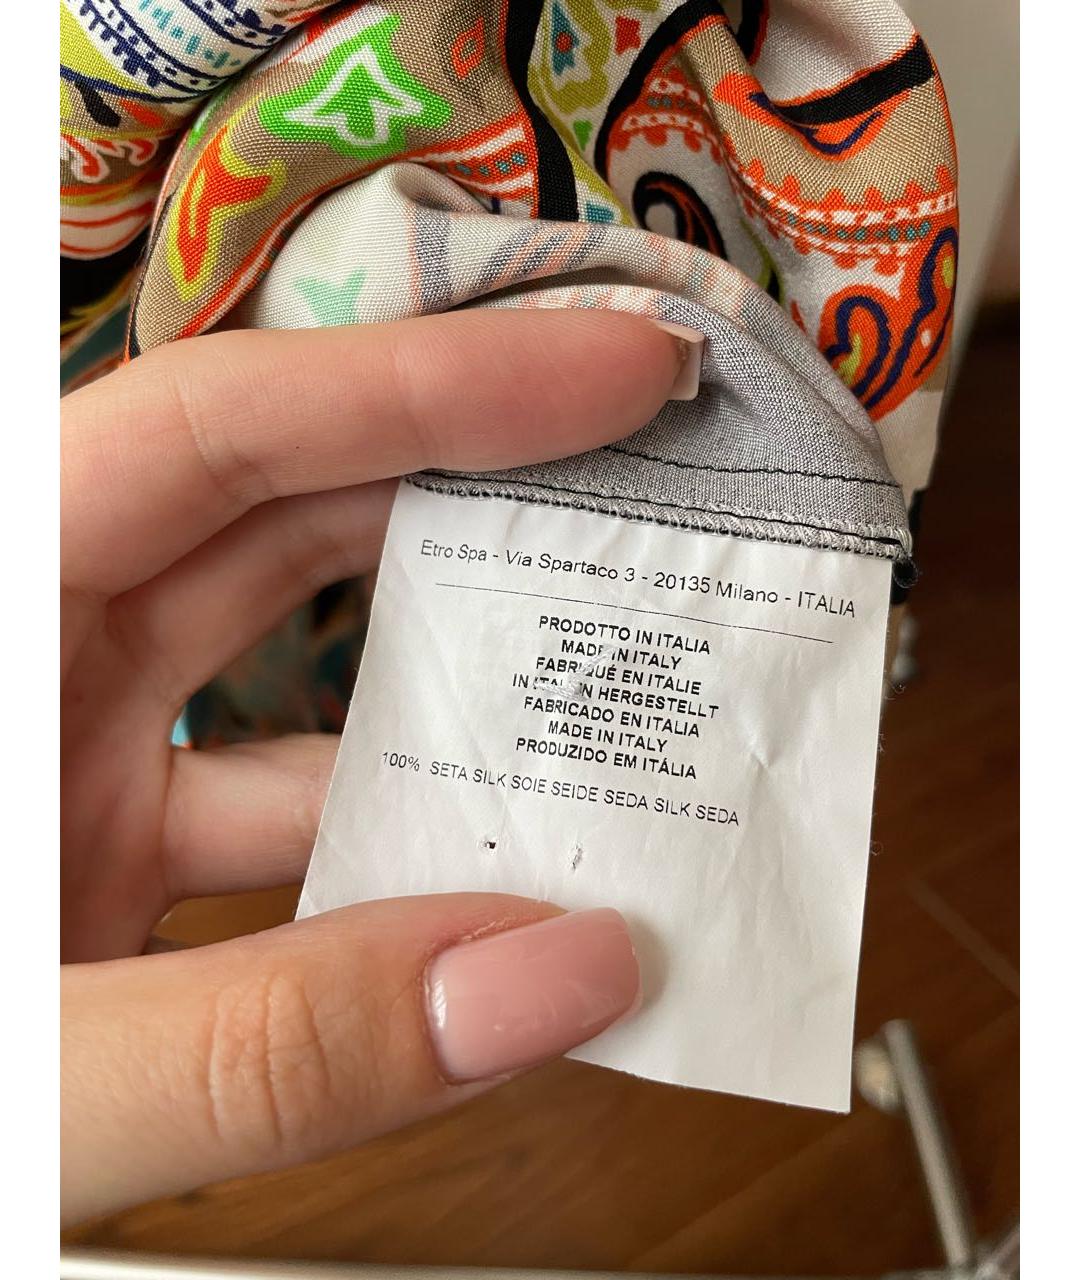 Etro Spa - Via Spartaco 3 - 20135 Milano - ITALIA
PRODOTTO IN ITALIA
MADE IN ITALY
FABRIQUÉ EN ITALIE
IN ITALIEN HERGESTELLT
FABRICADO EN ITALIA
MADE IN ITALY
PRODUZIDO EM ITÁLIA
100% SETA SILK SOIE SEIDE SEDA SILK SEDA